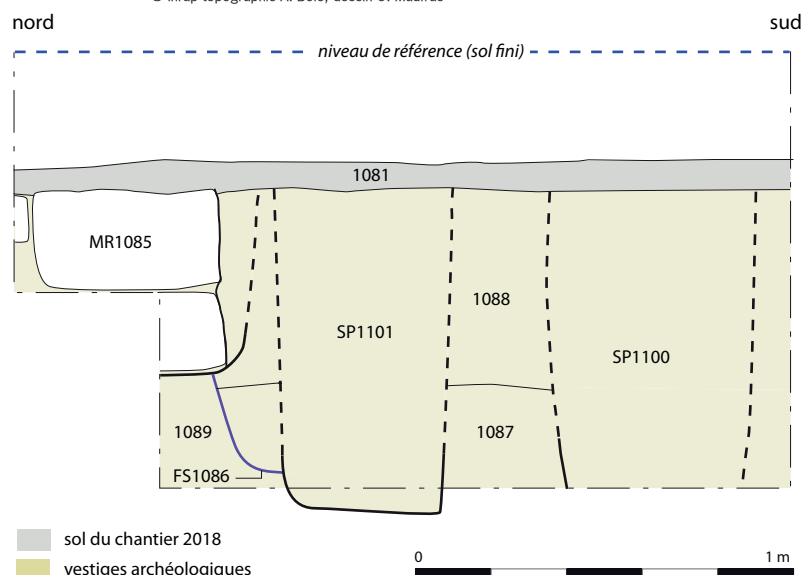 nord
sud
niveau de référence (sol fini)
1081
MR1085
1088
SP1101
SP1100
1089
1087
FS1086
sol du chantier 2018
vestiges archéologiques
0
1 m